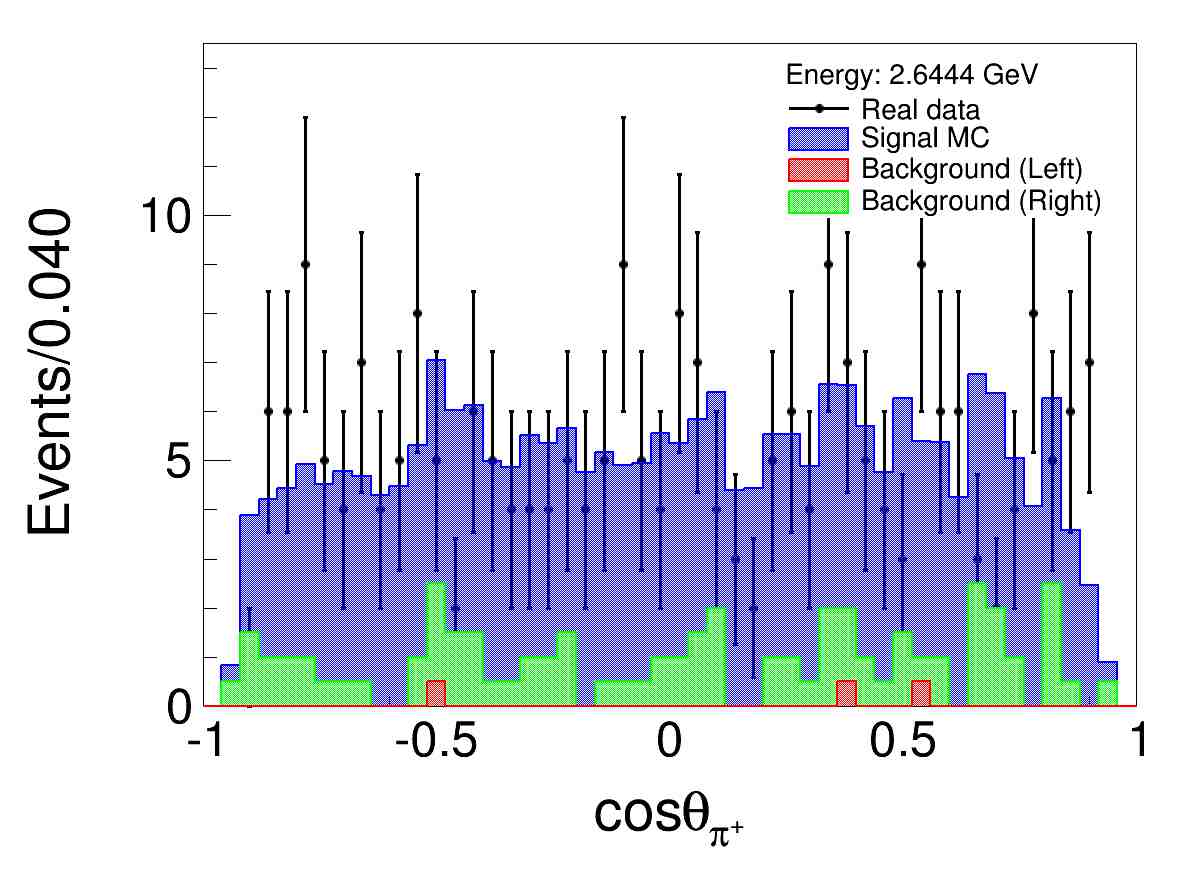 Energy: 2.6444 GeV
Real data
Signal MC
Background (Left)
Background (Right)
Events/0.040
10
5
0
-1
-0.5
0
0.5
1
cosθπ+